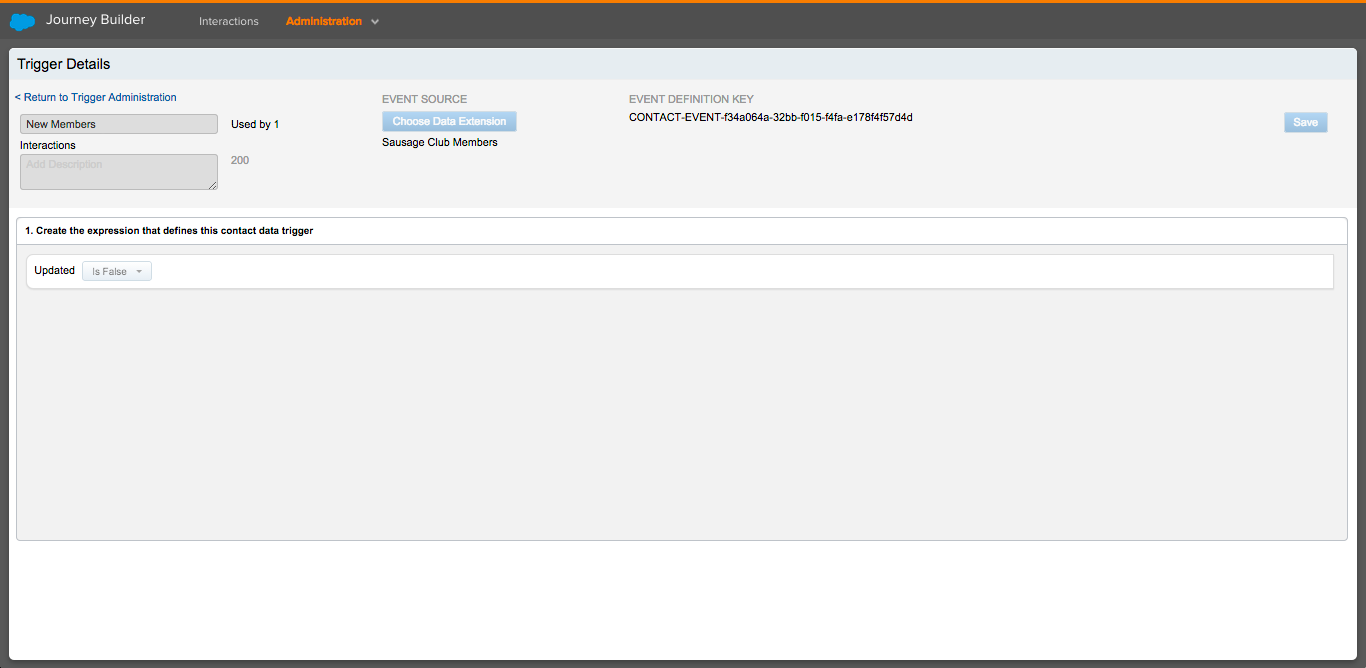 Journey Builder
Interactions
Administration
Trigger Details
< Return to Trigger Administration
New Members
Used by 1
Interactions
Add Description
200
EVENT SOURCE
Choose Data Extension
Sausage Club Members
EVENT DEFINITION KEY
CONTACT-EVENT-f34a064a-32bb-f015-f4fa-e178f4f57d4d
Save
1. Create the expression that defines this contact data trigger
Updated
Is False